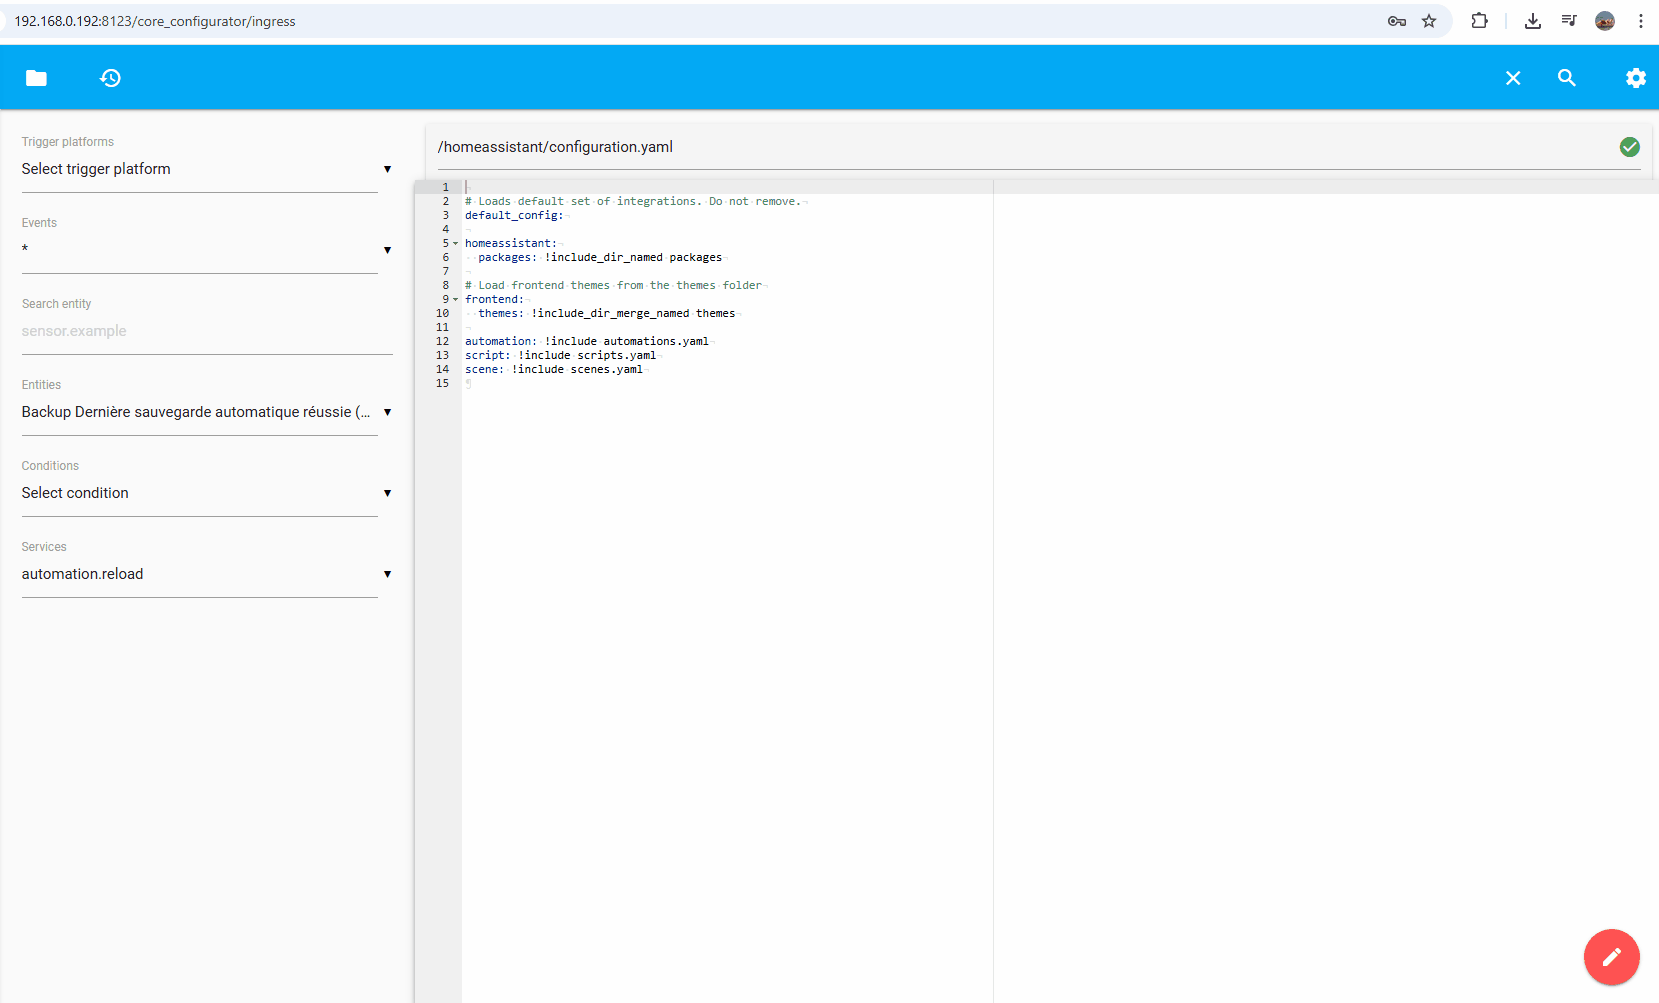 192.168.0.192:8123/core_configurator/ingress
Trigger platforms
Select trigger platform
Events
*
Search entity
sensor.example
Entities
Backup Dernière sauvegarde automatique réussie (...
Conditions
Select condition
Services
automation.reload
/homeassistant/configuration.yaml
1
2 # Loads default set of integrations. Do not remove.
3 default_config:
4
5 homeassistant:
6   packages: !include_dir_named packages
7
8 # Load frontend themes from the themes folder
9 frontend:
10   themes: !include_dir_merge_named themes
11
12 automation: !include automations.yaml
13 script: !include scripts.yaml
14 scene: !include scenes.yaml
15